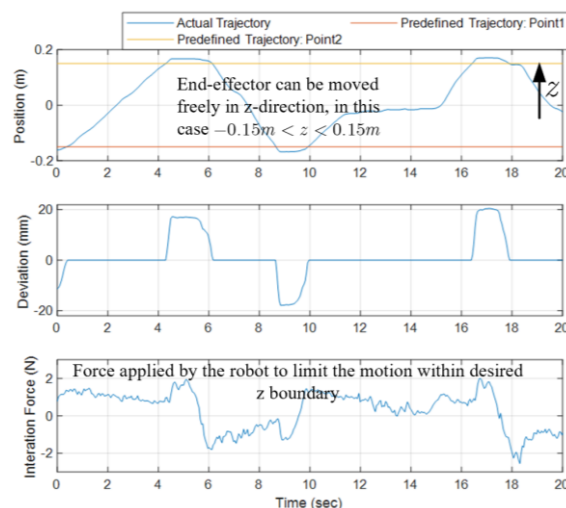 Actual Trajectory
Predefined Trajectory: Point1
Predefined Trajectory: Point2
0.2
0
-0.2
Position (m)
End-effector can be moved
freely in z-direction, in this
case −0.15m < z < 0.15m
z
0 2 4 6 8 10 12 14 16 18 20
20
0
-20
Deviation (mm)
0 2 4 6 8 10 12 14 16 18 20
Force applied by the robot to limit the motion within desired
z boundary
2
0
-2
Interation Force (N)
0 2 4 6 8 10 12 14 16 18 20
Time (sec)